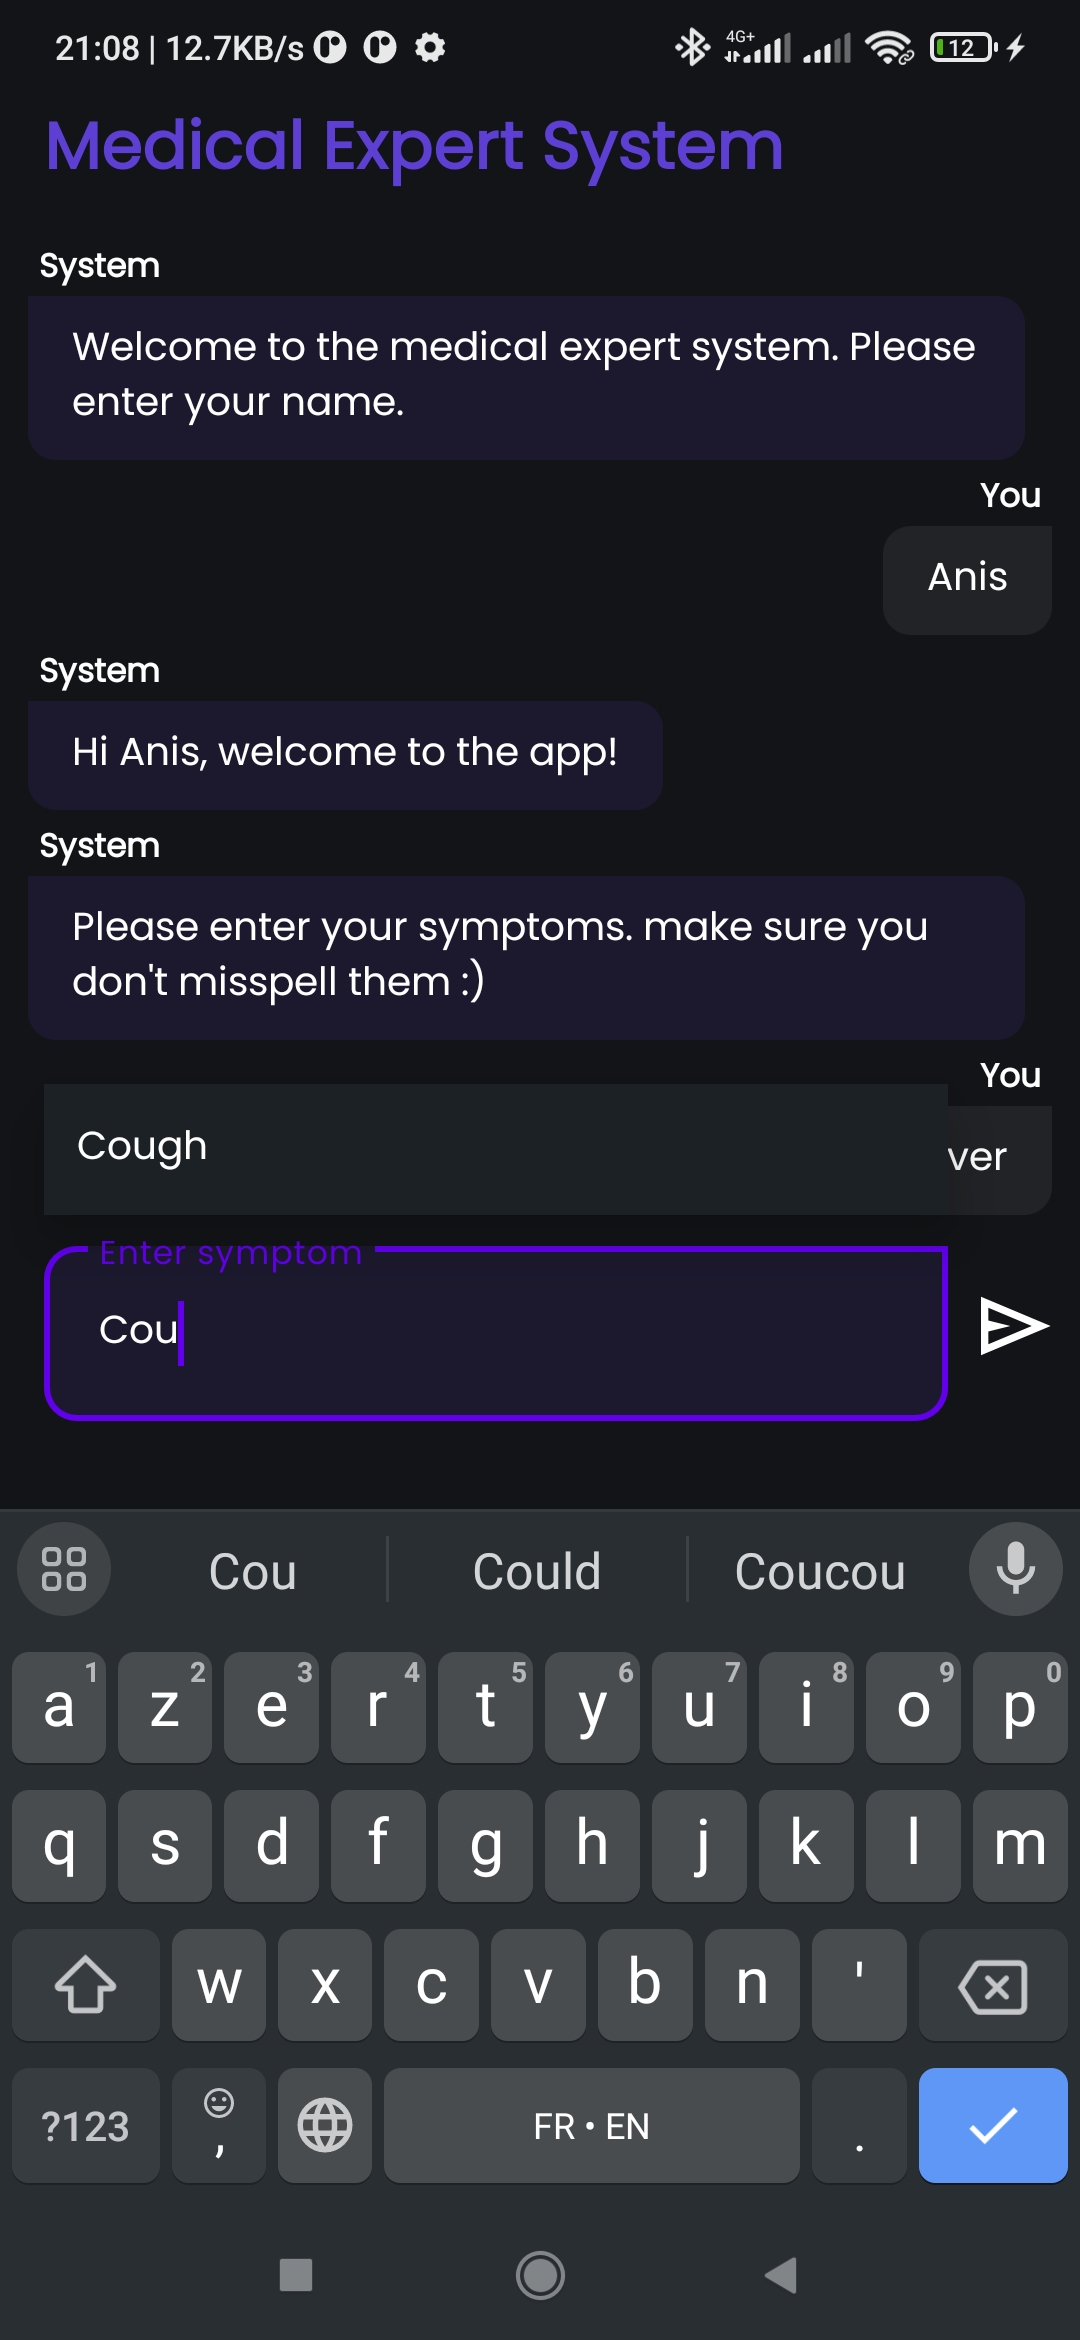 21:08 | 12.7KB/s 4G+ 12
Medical Expert System
System
Welcome to the medical expert system. Please
enter your name.
You
Anis
System
Hi Anis, welcome to the app!
System
Please enter your symptoms. make sure you
don't misspell them :)
You
Cough
ver
Enter symptom
Cou
Cou Could Coucou
a 1 z 2 e 3 r 4 t 5 y 6 u 7 i 8 o 9 p 0
q s d f g h j k l m
w x c v b n '
?123 , FR • EN .